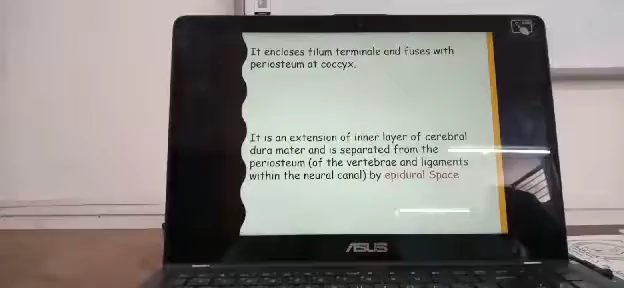 It encloses filum terminale and fuses with
periosteum at coccyx.
It is an extension of inner layer of cerebral
dura mater and is separated from the
periosteum (of the vertebrae and ligaments
within the neural canal) by epidural Space
ASUS